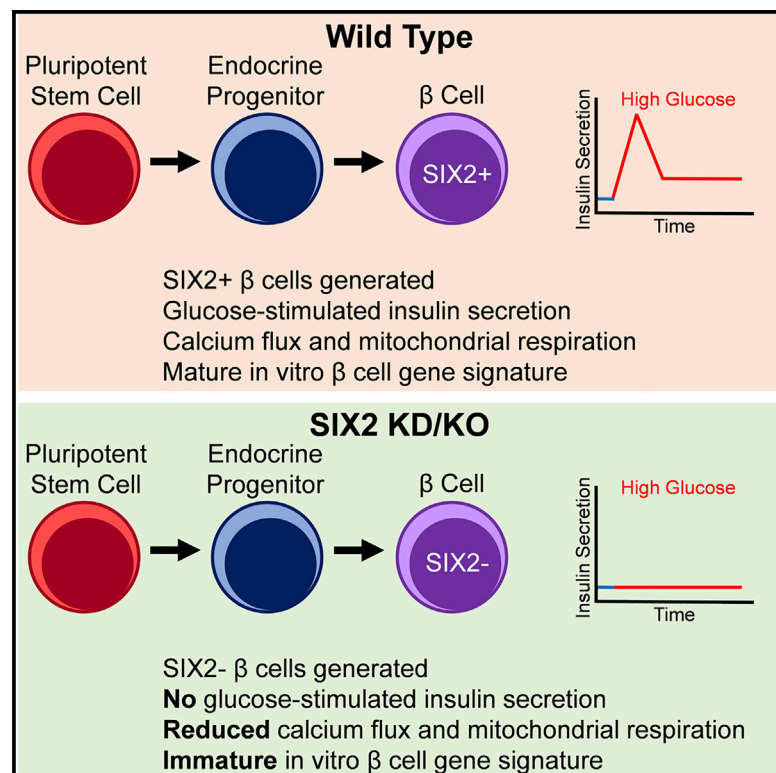 Wild Type
Pluripotent
Stem Cell
Endocrine
Progenitor
β Cell
SIX2+
High Glucose
Insulin Secretion
Time
SIX2+ β cells generated
Glucose-stimulated insulin secretion
Calcium flux and mitochondrial respiration
Mature in vitro β cell gene signature
SIX2 KD/KO
Pluripotent
Stem Cell
Endocrine
Progenitor
β Cell
SIX2-
High Glucose
Insulin Secretion
Time
SIX2- β cells generated
No glucose-stimulated insulin secretion
Reduced calcium flux and mitochondrial respiration
Immature in vitro β cell gene signature